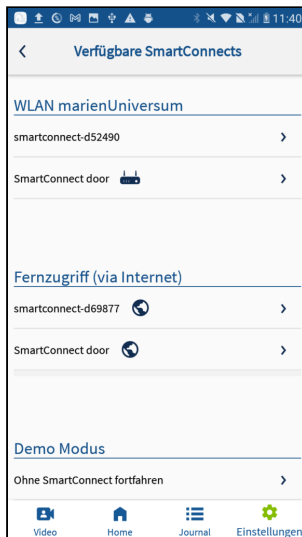 11:40
Verfügbare SmartConnects
WLAN marienUniversum
smartconnect-d52490
SmartConnect door
Fernzugriff (via Internet)
smartconnect-d69877
SmartConnect door
Demo Modus
Ohne SmartConnect fortfahren
Video Home Journal Einstellungen